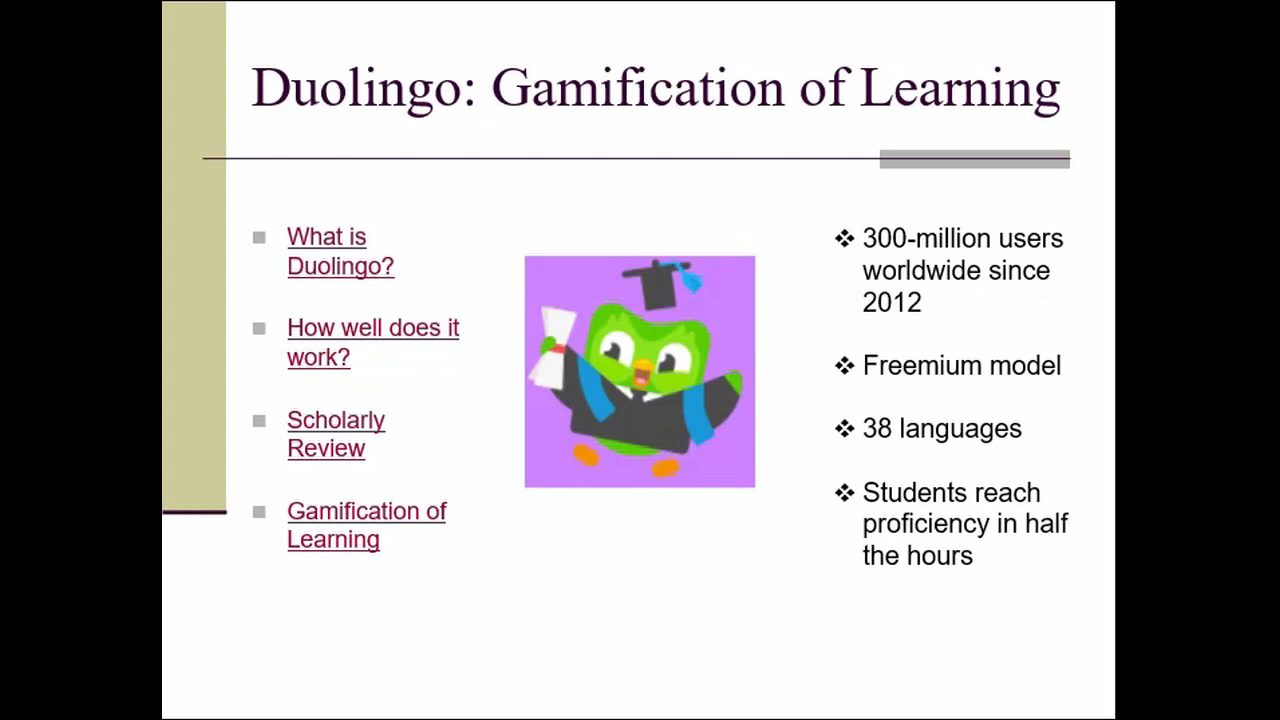 Duolingo: Gamification of Learning
What is
Duolingo?
How well does it
work?
Scholarly
Review
Gamification of
Learning
300-million users
worldwide since
2012
Freemium model
38 languages
Students reach
proficiency in half
the hours